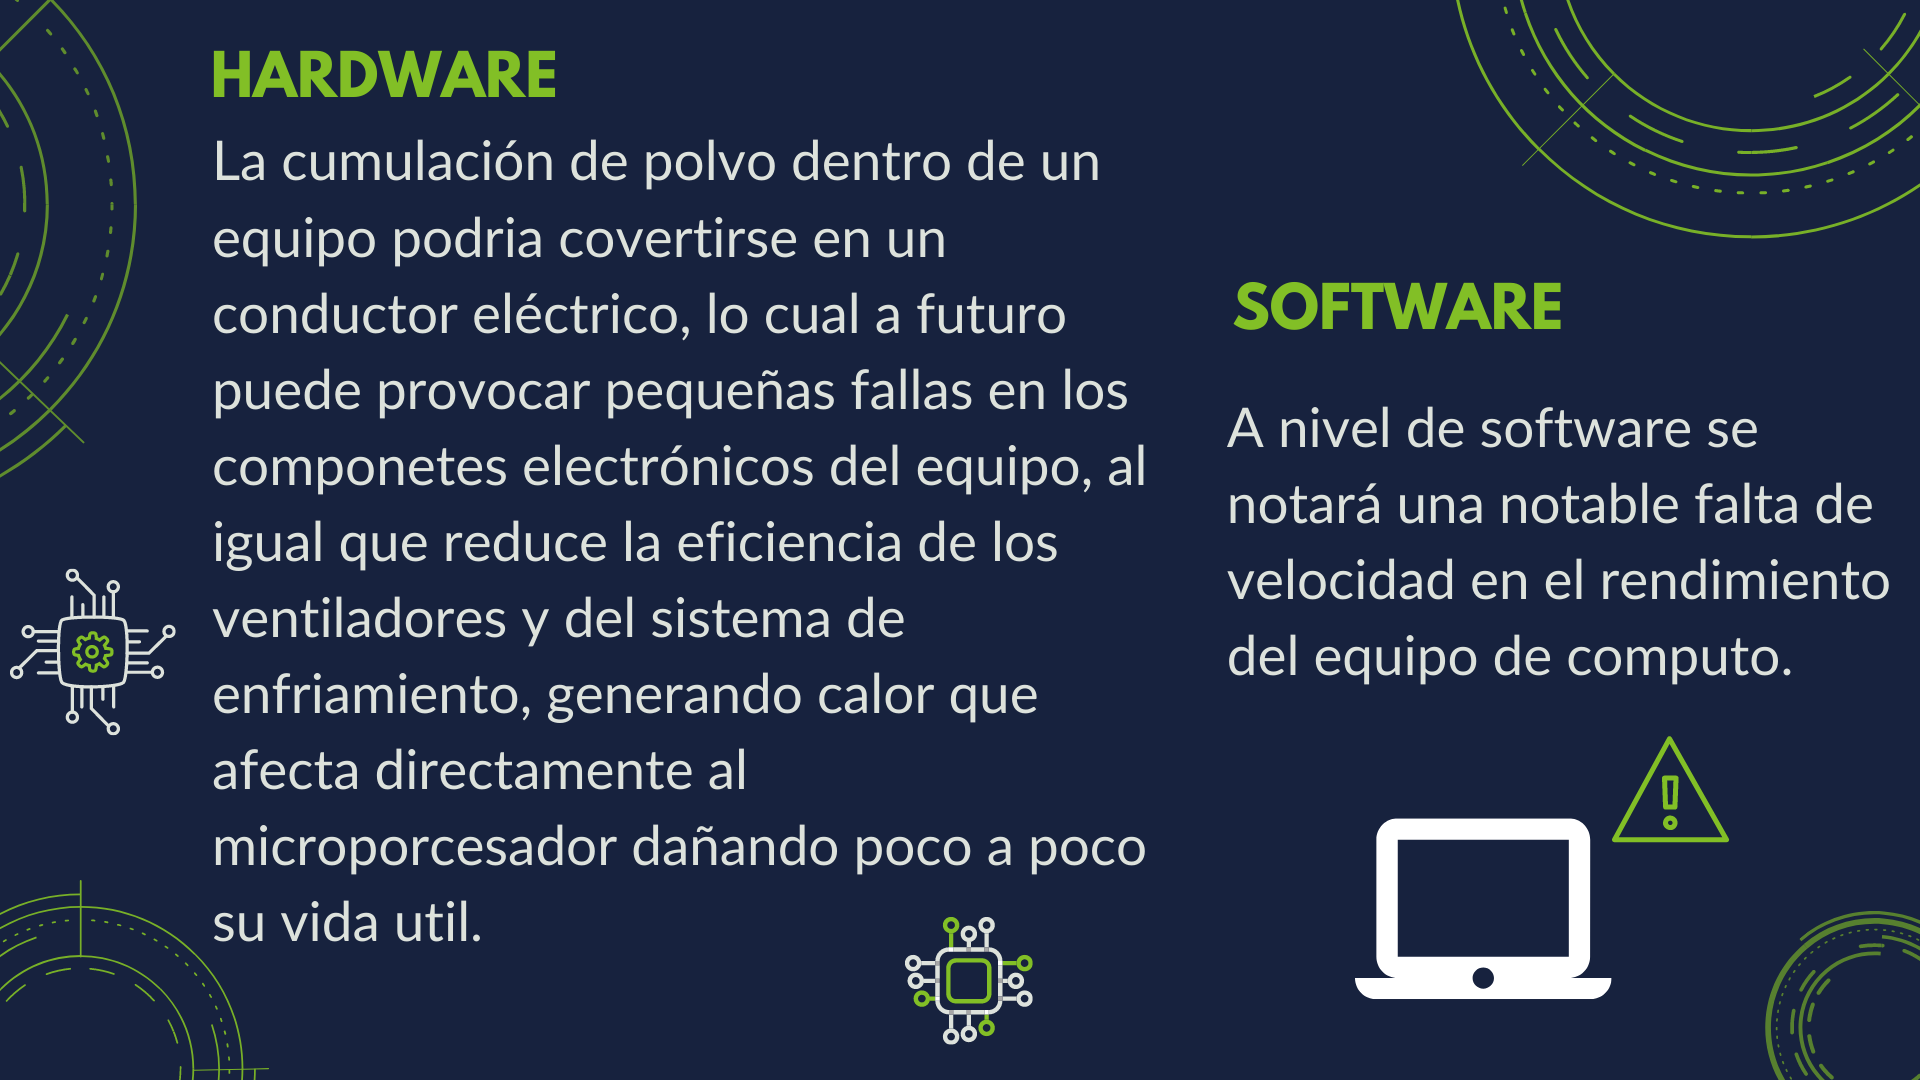 HARDWARE
La cumulación de polvo dentro de un
equipo podria covertirse en un
conductor eléctrico, lo cual a futuro
puede provocar pequeñas fallas en los
componetes electrónicos del equipo, al
igual que reduce la eficiencia de los
ventiladores y del sistema de
enfriamiento, generando calor que
afecta directamente al
microporcesador dañando poco a poco
su vida util.
SOFTWARE
A nivel de software se
notará una notable falta de
velocidad en el rendimiento
del equipo de computo.